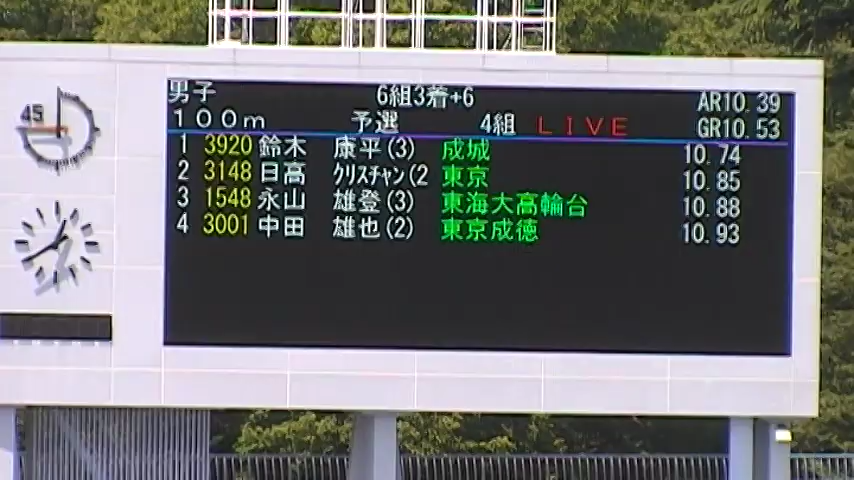 男子 6組3着+6 AR10.39
100m 予選 4組 LIVE GR10.53
1 3920 鈴木 康平(3) 成城 10.74
2 3148 日高 クリスチャン(2 東京 10.85
3 1548 永山 雄登(3) 東海大高輪台 10.88
4 3001 中田 雄也(2) 東京成徳 10.93
45